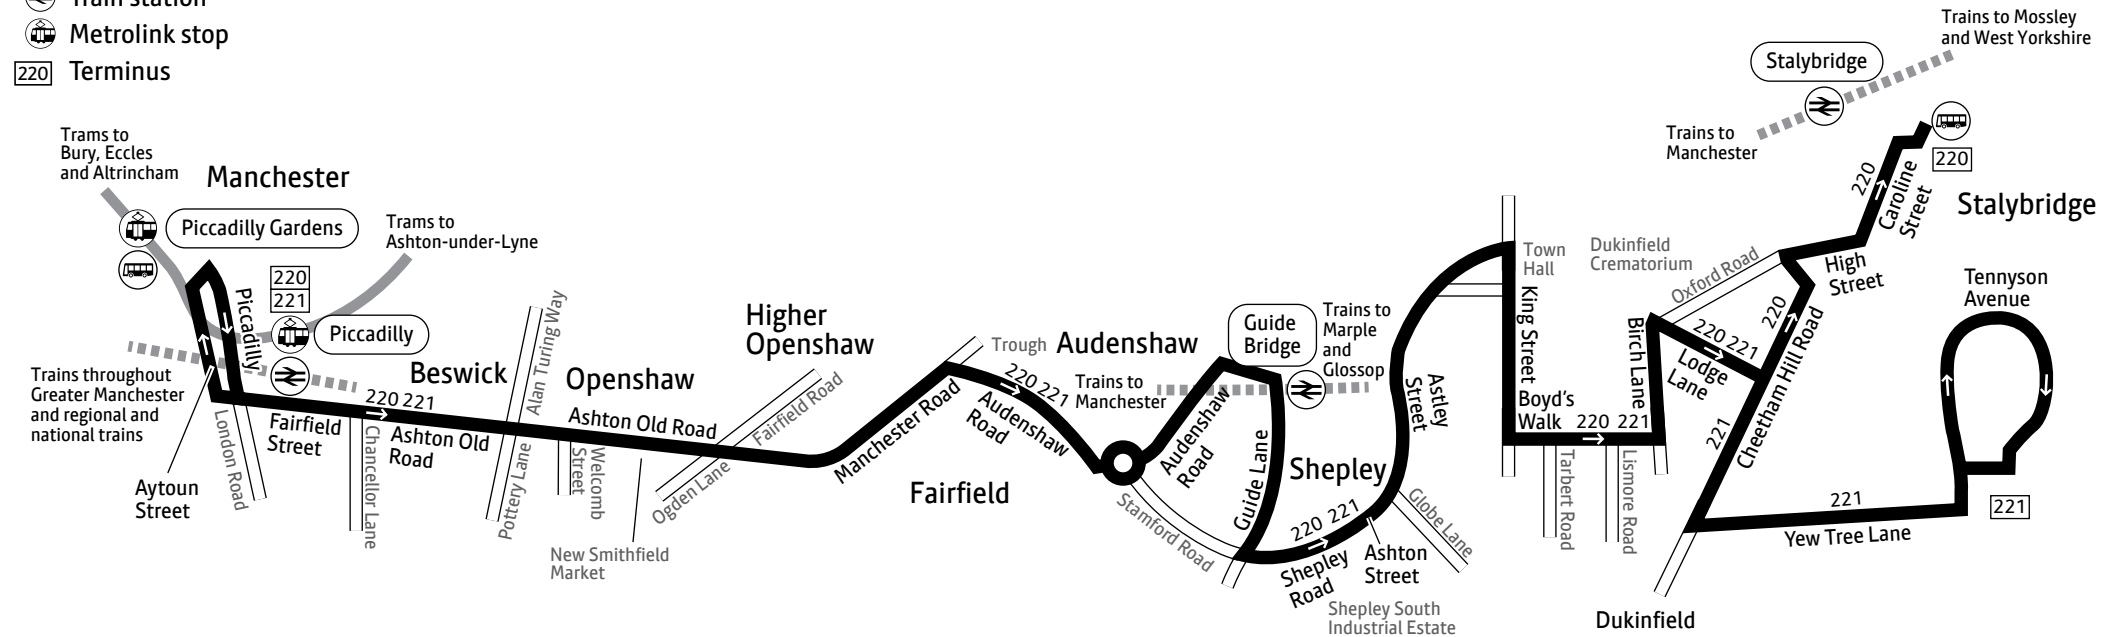 Train station
Metrolink stop
220 Terminus
Trams to
Bury, Eccles
and Altrincham
Manchester
Piccadilly Gardens
Trams to
Ashton-under-Lyne
220
221
Piccadilly
Piccadilly
Trains throughout
Greater Manchester
and regional and
national trains
Aytoun
Street
London Road
Fairfield
Street
220 221
Chancellor Lane
Beswick
Ashton Old
Road
Alan Turing Way
Pottery Lane
Openshaw
Ashton Old Road
Welcomb
Street
New Smithfield
Market
Higher
Openshaw
Fairfield Road
Ogden Lane
Manchester Road
Trough
220 221
Audenshaw
Road
Fairfield
Audenshaw
Trains to
Manchester
Audenshaw
Road
Stamford Road
Guide
Bridge
Trains to
Marple
and
Glossop
Guide Lane
Shepley
220 221
Shepley
Road
Ashton
Street
Globe Lane
Shepley South
Industrial Estate
Astley
Street
Town
Hall
King Street
Boyd's
Walk
220 221
Tarbert Road
Lismore Road
Birch Lane
Dukinfield
Crematorium
Oxford Road
220 221
Lodge
Lane
220
Cheetham Hill Road
221
High
Street
220
Caroline
Street
Stalybridge
Trains to
Manchester
Trains to Mossley
and West Yorkshire
220
Stalybridge
Tennyson
Avenue
221
Yew Tree Lane
221
Dukinfield